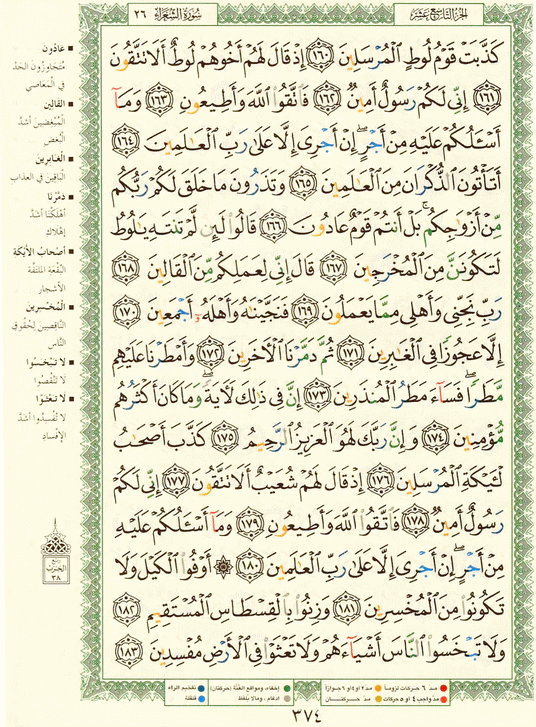 الجزء التاسع عشر
سورة الشعراء ٢٦
كَذَّبَتْ قَوْمُ لُوطٍ ٱلْمُرْسَلِينَ ١٦٠ إِذْ قَالَ لَهُمْ أَخُوهُمْ لُوطٌ أَلَا تَتَّقُونَ
١٦١ إِنِّى لَكُمْ رَسُولٌ أَمِينٌ ١٦٢ فَٱتَّقُوا۟ ٱللَّهَ وَأَطِيعُونِ ١٦٣ وَمَآ
أَسْـَٔلُكُمْ عَلَيْهِ مِنْ أَجْرٍ ۖ إِنْ أَجْرِىَ إِلَّا عَلَىٰ رَبِّ ٱلْعَـٰلَمِينَ ١٦٤
أَتَأْتُونَ ٱلذُّكْرَانَ مِنَ ٱلْعَـٰلَمِينَ ١٦٥ وَتَذَرُونَ مَا خَلَقَ لَكُمْ رَبُّكُم
مِّنْ أَزْوَٰجِكُم ۚ بَلْ أَنتُمْ قَوْمٌ عَادُونَ ١٦٦ قَالُوا۟ لَئِن لَّمْ تَنتَهِ يَـٰلُوطُ
لَتَكُونَنَّ مِنَ ٱلْمُخْرَجِينَ ١٦٧ قَالَ إِنِّى لِعَمَلِكُم مِّنَ ٱلْقَالِينَ ١٦٨
رَبِّ نَجِّنِى وَأَهْلِى مِمَّا يَعْمَلُونَ ١٦٩ فَنَجَّيْنَـٰهُ وَأَهْلَهُۥٓ أَجْمَعِينَ ١٧٠
إِلَّا عَجُوزًا فِى ٱلْغَـٰبِرِينَ ١٧١ ثُمَّ دَمَّرْنَا ٱلْـَٔاخَرِينَ ١٧٢ وَأَمْطَرْنَا عَلَيْهِم
مَّطَرًا ۖ فَسَآءَ مَطَرُ ٱلْمُنذَرِينَ ١٧٣ إِنَّ فِى ذَٰلِكَ لَـَٔايَةً ۖ وَمَا كَانَ أَكْثَرُهُم
مُّؤْمِنِينَ ١٧٤ وَإِنَّ رَبَّكَ لَهُوَ ٱلْعَزِيزُ ٱلرَّحِيمُ ١٧٥ كَذَّبَ أَصْحَـٰبُ
لْـَٔيْكَةِ ٱلْمُرْسَلِينَ ١٧٦ إِذْ قَالَ لَهُمْ شُعَيْبٌ أَلَا تَتَّقُونَ ١٧٧ إِنِّى لَكُمْ
رَسُولٌ أَمِينٌ ١٧٨ فَٱتَّقُوا۟ ٱللَّهَ وَأَطِيعُونِ ١٧٩ وَمَآ أَسْـَٔلُكُمْ عَلَيْهِ
مِنْ أَجْرٍ ۖ إِنْ أَجْرِىَ إِلَّا عَلَىٰ رَبِّ ٱلْعَـٰلَمِينَ ١٨٠ ۞ أَوْفُوا۟ ٱلْكَيْلَ وَلَا
تَكُونُوا۟ مِنَ ٱلْمُخْسِرِينَ ١٨١ وَزِنُوا۟ بِٱلْقِسْطَاسِ ٱلْمُسْتَقِيمِ ١٨٢
وَلَا تَبْخَسُوا۟ ٱلنَّاسَ أَشْيَآءَهُمْ وَلَا تَعْثَوْا۟ فِى ٱلْأَرْضِ مُفْسِدِينَ ١٨٣
عادون
متجاوزون الحد
في المعاصي
القالين
المبغضين أشد
البغض
الغابرين
الباقين في العذاب
دمرنا
أهلكنا أشد
إهلاك
أصحاب الأيكة
البقعة الملتفة
الأشجار
المخسرين
الناقصين لحقوق
الناس
لا تبخسوا
لا تنقصوا
لا تعثوا
لا تفسدوا أشد
الإفساد
الحزب
٣٨
مد ٦ حركات لزوماً
مد ٢ أو ٤ أو ٦ جوازاً
إخفاء، ومواقع الغنة (حركتان)
تفخيم الراء
مد واجب ٤ أو ٥ حركات
مد حركتان
إدغام، وما لا يلفظ
قلقلة
٣٧٤